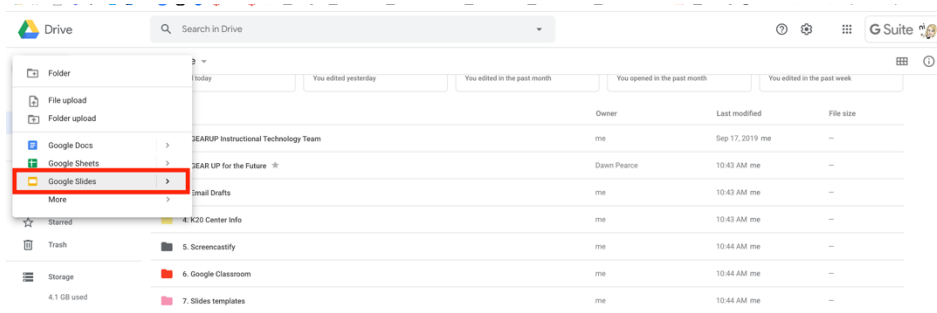 Drive
Search in Drive
G Suite
Folder
File upload
Folder upload
Google Docs
Google Sheets
Google Slides
More
Starred
Trash
Storage
4.1 GB used
today
You edited yesterday
You edited in the past month
You opened in the past month
You edited in the past week
Owner
Last modified
File size
GEARUP Instructional Technology Team
me
Sep 17, 2019 me
–
GEAR UP for the Future
Dawn Pearce
10:43 AM me
–
Email Drafts
me
10:43 AM me
–
4. K20 Center Info
me
10:43 AM me
–
5. Screencastify
me
10:44 AM me
–
6. Google Classroom
me
10:44 AM me
–
7. Slides templates
me
10:44 AM me
–